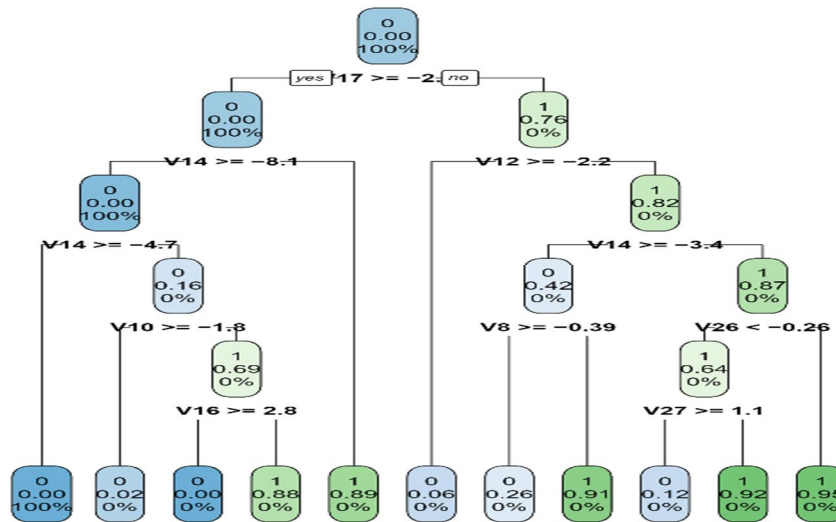 0
0.00
100%
yes
no
0
0.00
100%
1
0.76
0%
V14 >= −8.1
V12 >= −2.2
0
0.00
100%
1
0.82
0%
V14 >= −4.7
V14 >= −3.4
0
0.16
0%
0
0.42
0%
1
0.87
0%
V10 >= −1.8
V8 >= −0.39
V26 < −0.26
1
0.69
0%
1
0.64
0%
V16 >= 2.8
V27 >= 1.1
0 0 0 1 1 0 0 1 0 1 1
0.00 0.02 0.00 0.88 0.89 0.06 0.26 0.91 0.12 0.92 0.95
100% 0% 0% 0% 0% 0% 0% 0% 0% 0% 0%